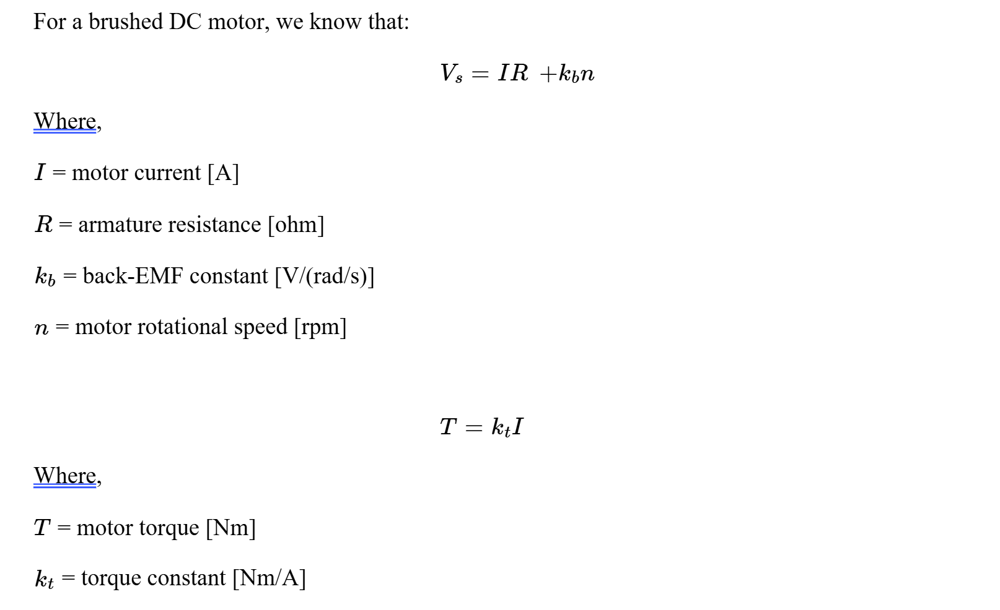 For a brushed DC motor, we know that:
V_s = IR + k_b n
Where,
I = motor current [A]
R = armature resistance [ohm]
k_b = back-EMF constant [V/(rad/s)]
n = motor rotational speed [rpm]
T = k_t I
Where,
T = motor torque [Nm]
k_t = torque constant [Nm/A]